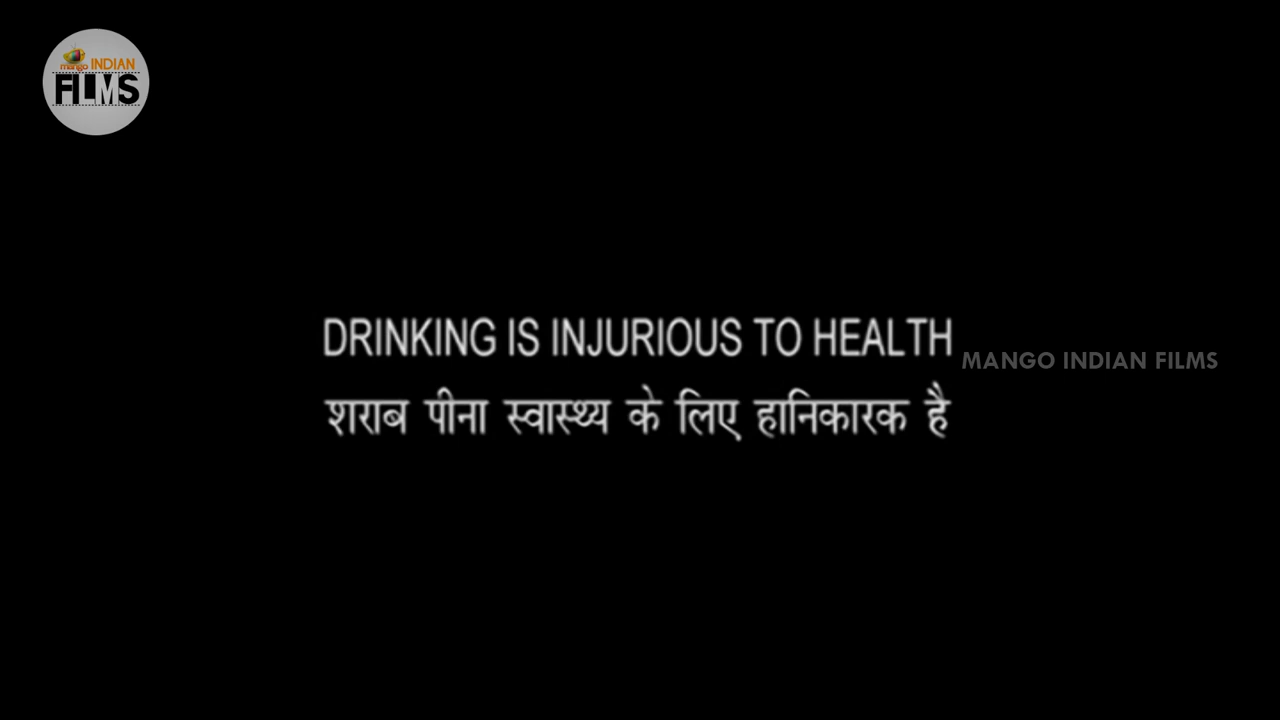 mango INDIAN
FILMS
DRINKING IS INJURIOUS TO HEALTH
MANGO INDIAN FILMS
शराब पीना स्वास्थ्य के लिए हानिकारक है